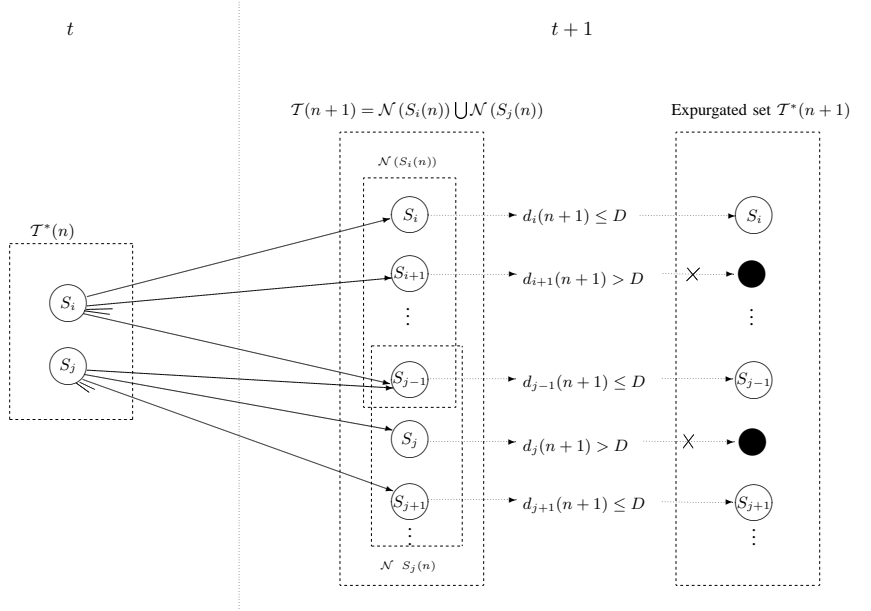 t
t + 1
𝒯(n + 1) = 𝒩(S_i(n)) ⋃ 𝒩(S_j(n))
Expurgated set 𝒯*(n + 1)
𝒩(S_i(n))
𝒯*(n)
S_i
S_j
S_i
d_i(n + 1) ≤ D
S_i
S_{i+1}
d_{i+1}(n + 1) > D
⋮
⋮
S_{j−1}
d_{j−1}(n + 1) ≤ D
S_{j−1}
S_j
d_j(n + 1) > D
S_{j+1}
d_{j+1}(n + 1) ≤ D
S_{j+1}
⋮
⋮
𝒩 S_j(n)